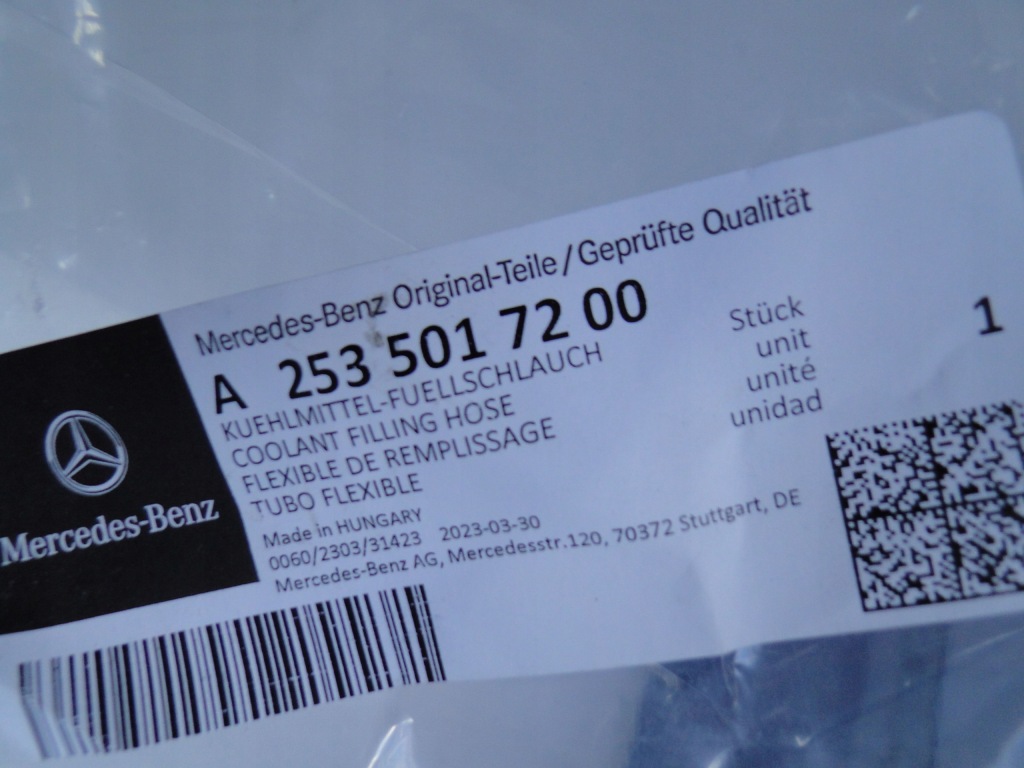 Mercedes-Benz Original-Teile/Geprüfte Qualität
A 253 501 72 00
KUEHLMITTEL-FUELLSCHLAUCH
COOLANT FILLING HOSE
FLEXIBLE DE REMPLISSAGE
TUBO FLEXIBLE
Stück 1
unit
unité
unidad
Made in HUNGARY
0060/2303/31423 2023-03-30
Mercedes-Benz AG, Mercedesstr.120, 70372 Stuttgart, DE
Mercedes-Benz